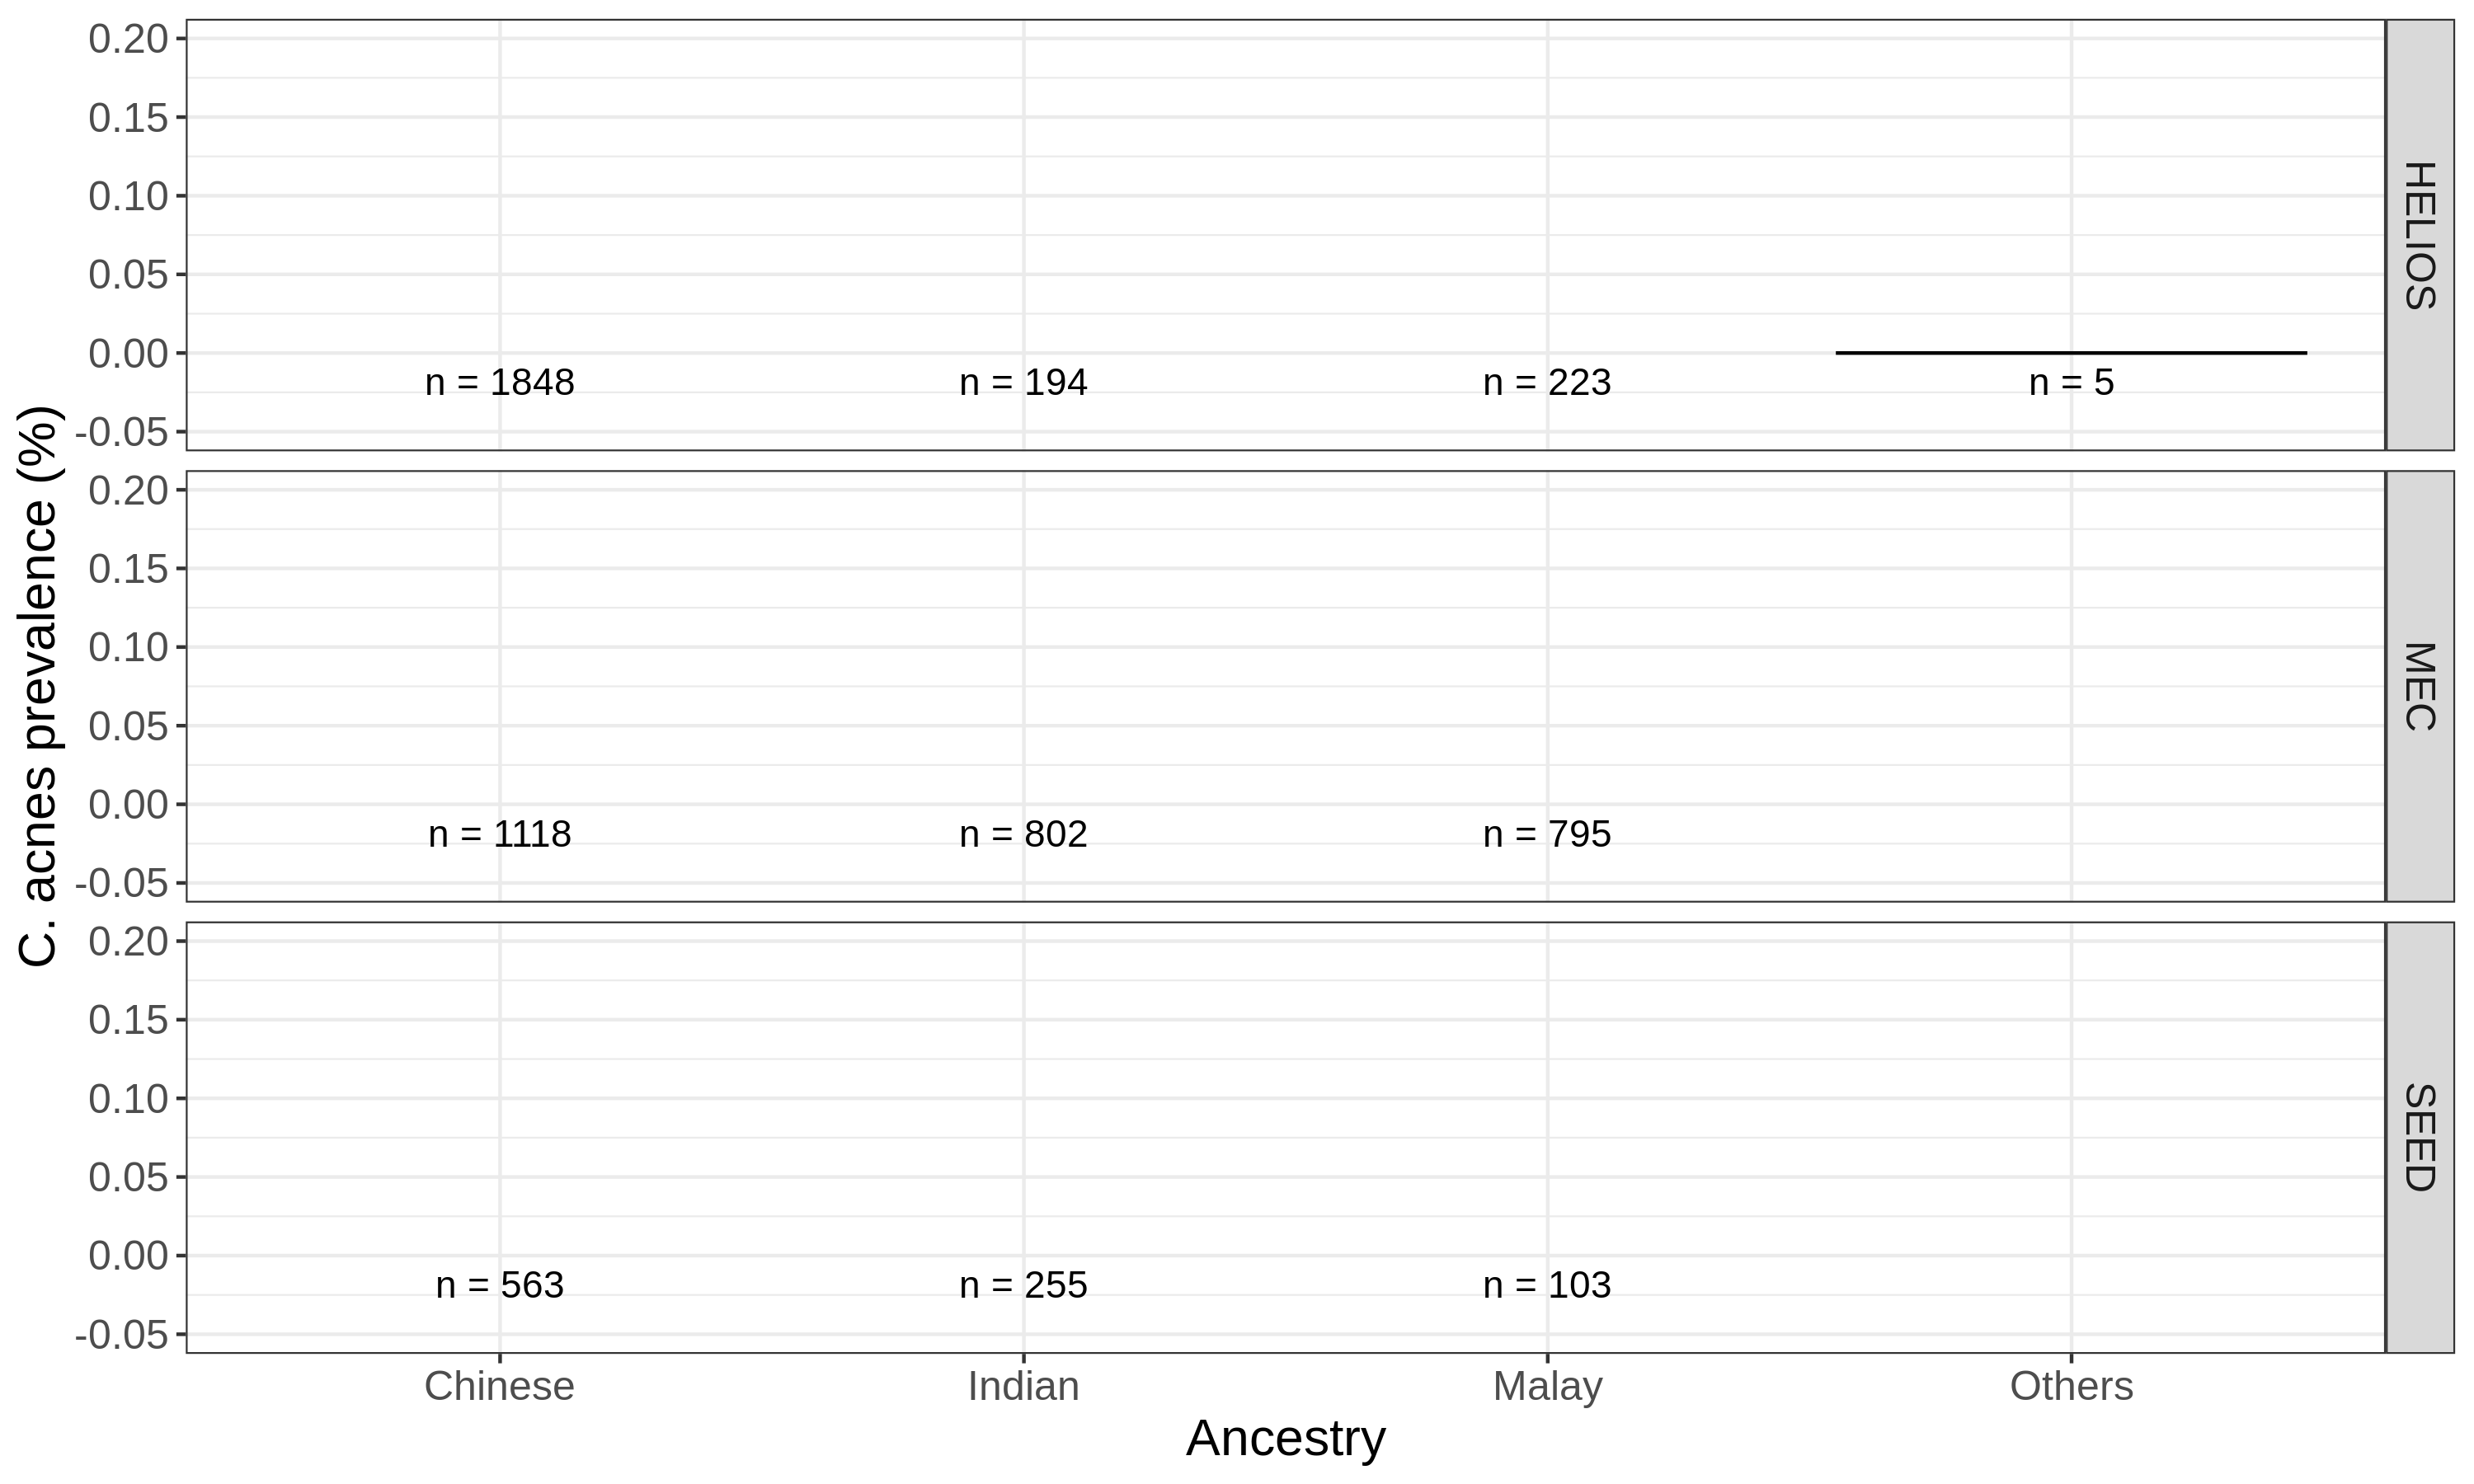 C. acnes prevalence (%)
0.20
0.15
0.10
0.05
0.00
-0.05
n = 1848
n = 194
n = 223
n = 5
HELIOS
0.20
0.15
0.10
0.05
0.00
-0.05
n = 1118
n = 802
n = 795
MEC
0.20
0.15
0.10
0.05
0.00
-0.05
n = 563
n = 255
n = 103
SEED
Chinese
Indian
Malay
Others
Ancestry